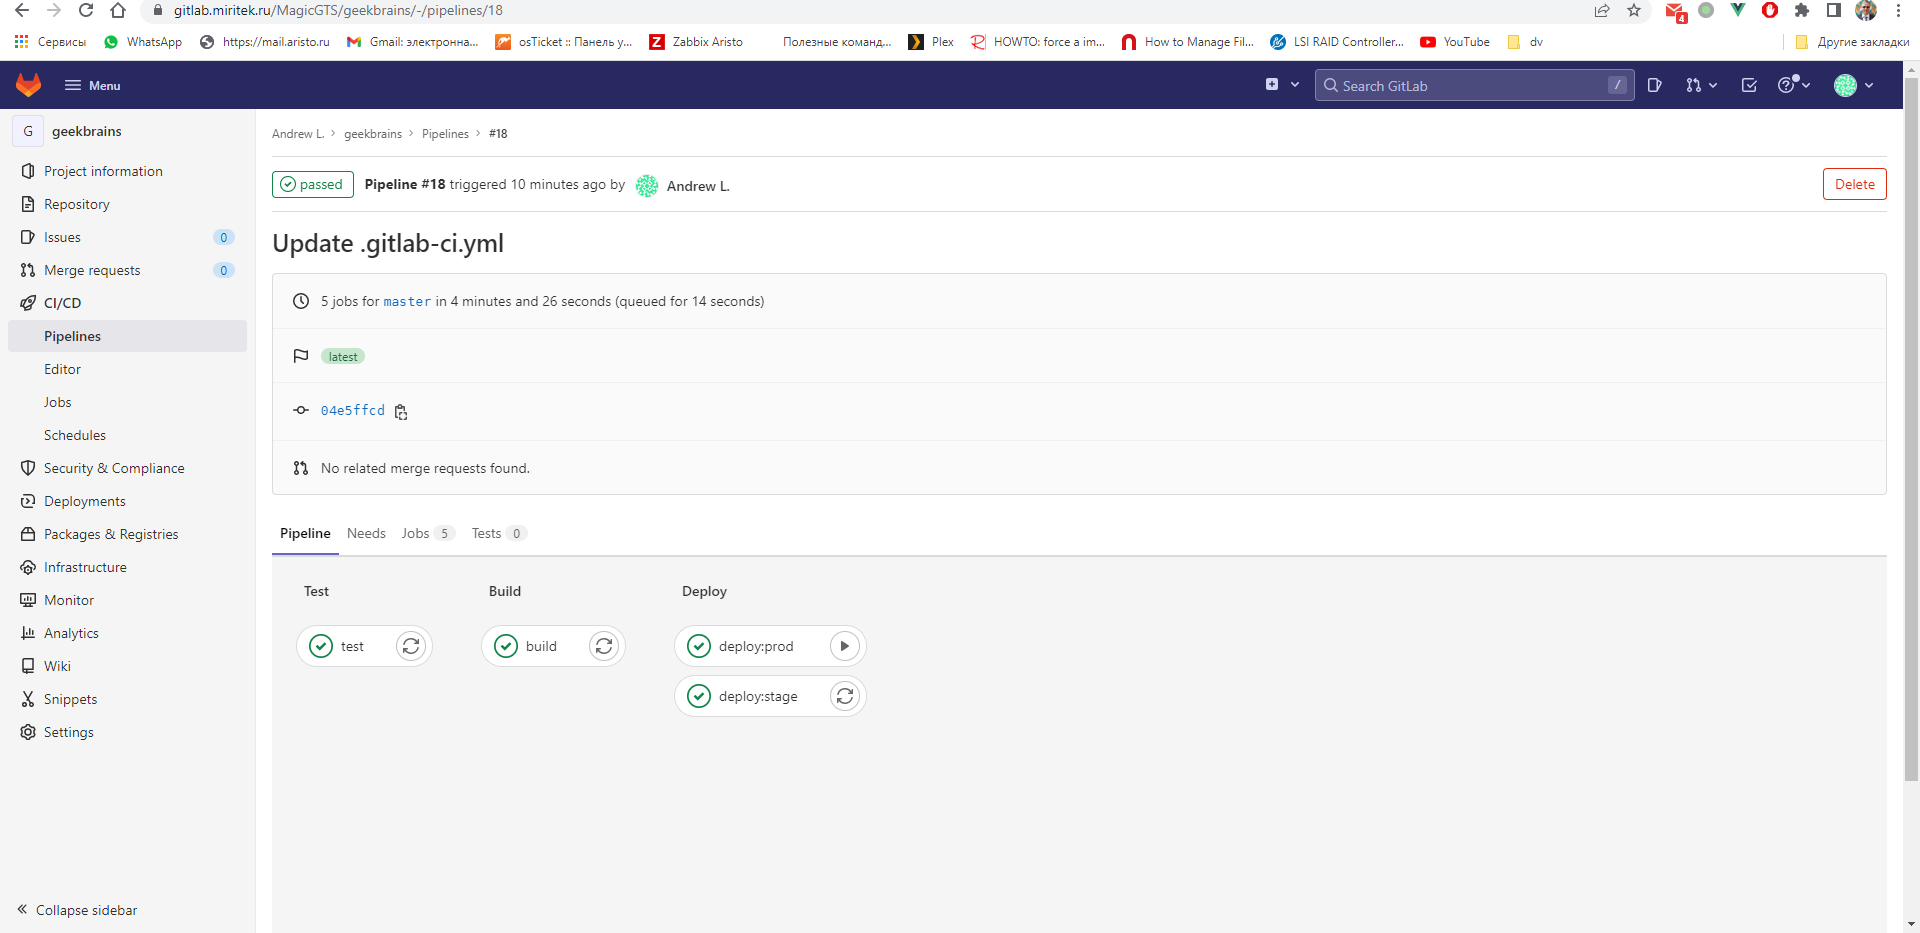 gitlab.miritek.ru/MagicGTS/geekbrains/-/pipelines/18
4
Сервисы WhatsApp https://mail.aristo.ru Gmail: электронна... osTicket :: Панель у... Zabbix Aristo Полезные команд... Plex HOWTO: force a im... How to Manage Fil... LSI RAID Controller... YouTube dv Другие закладки
Menu Search GitLab /
G geekbrains
Project information
Repository
Issues 0
Merge requests 0
CI/CD
Pipelines
Editor
Jobs
Schedules
Security & Compliance
Deployments
Packages & Registries
Infrastructure
Monitor
Analytics
Wiki
Snippets
Settings
Collapse sidebar
Andrew L. › geekbrains › Pipelines › #18
passed Pipeline #18 triggered 10 minutes ago by Andrew L. Delete
Update .gitlab-ci.yml
5 jobs for master in 4 minutes and 26 seconds (queued for 14 seconds)
latest
04e5ffcd
No related merge requests found.
Pipeline Needs Jobs 5 Tests 0
Test Build Deploy
test build deploy:prod
deploy:stage